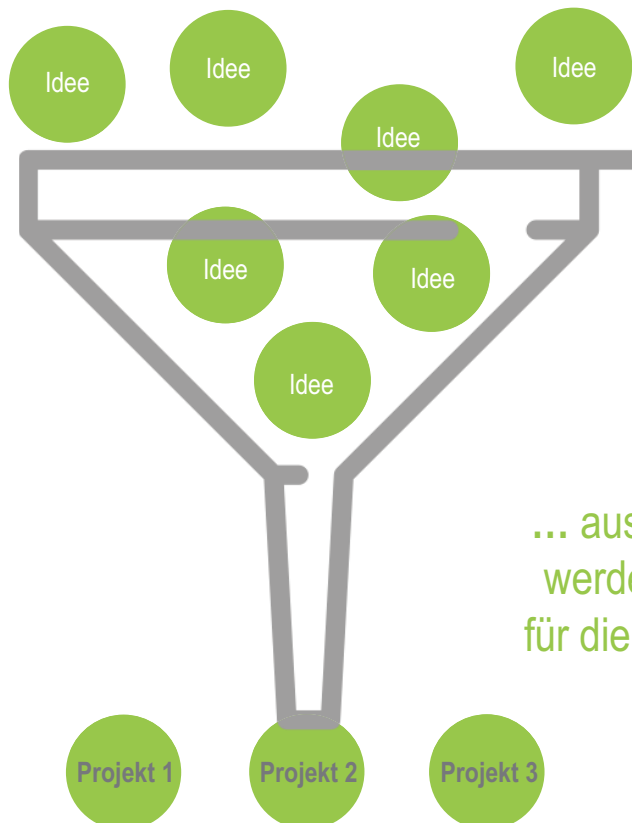 Idee
Idee
Idee
Idee
Idee
Idee
Idee
... aus
werde
für die
Projekt 1
Projekt 2
Projekt 3